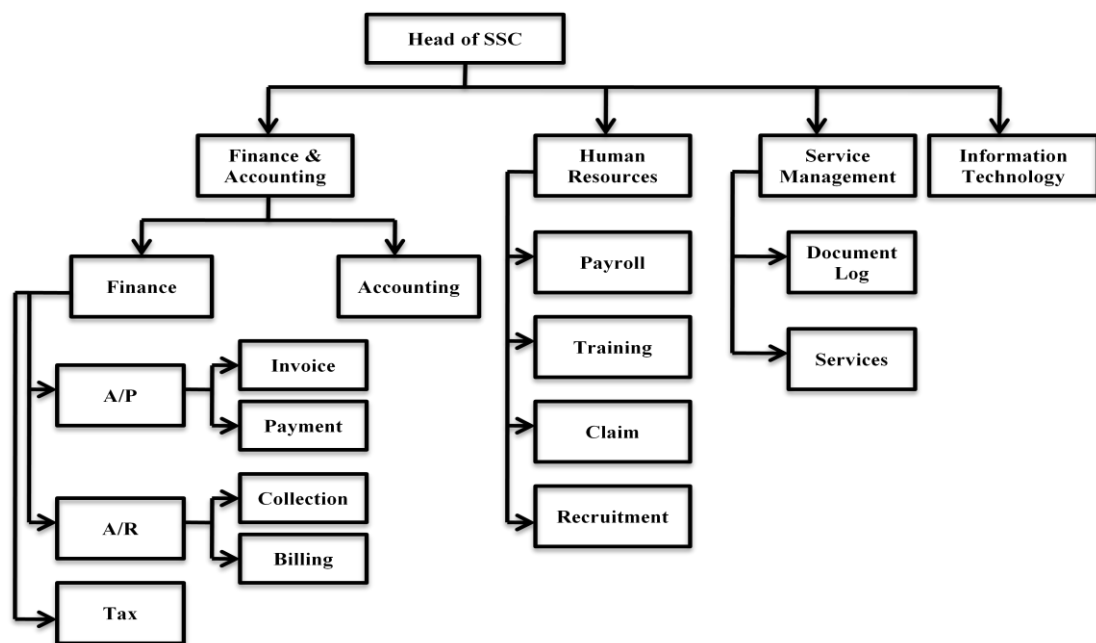 Head of SSC
Finance &
Accounting
Human
Resources
Service
Management
Information
Technology
Finance
Accounting
Payroll
Document
Log
Training
Services
Invoice
A/P
Payment
Claim
Collection
A/R
Recruitment
Billing
Tax